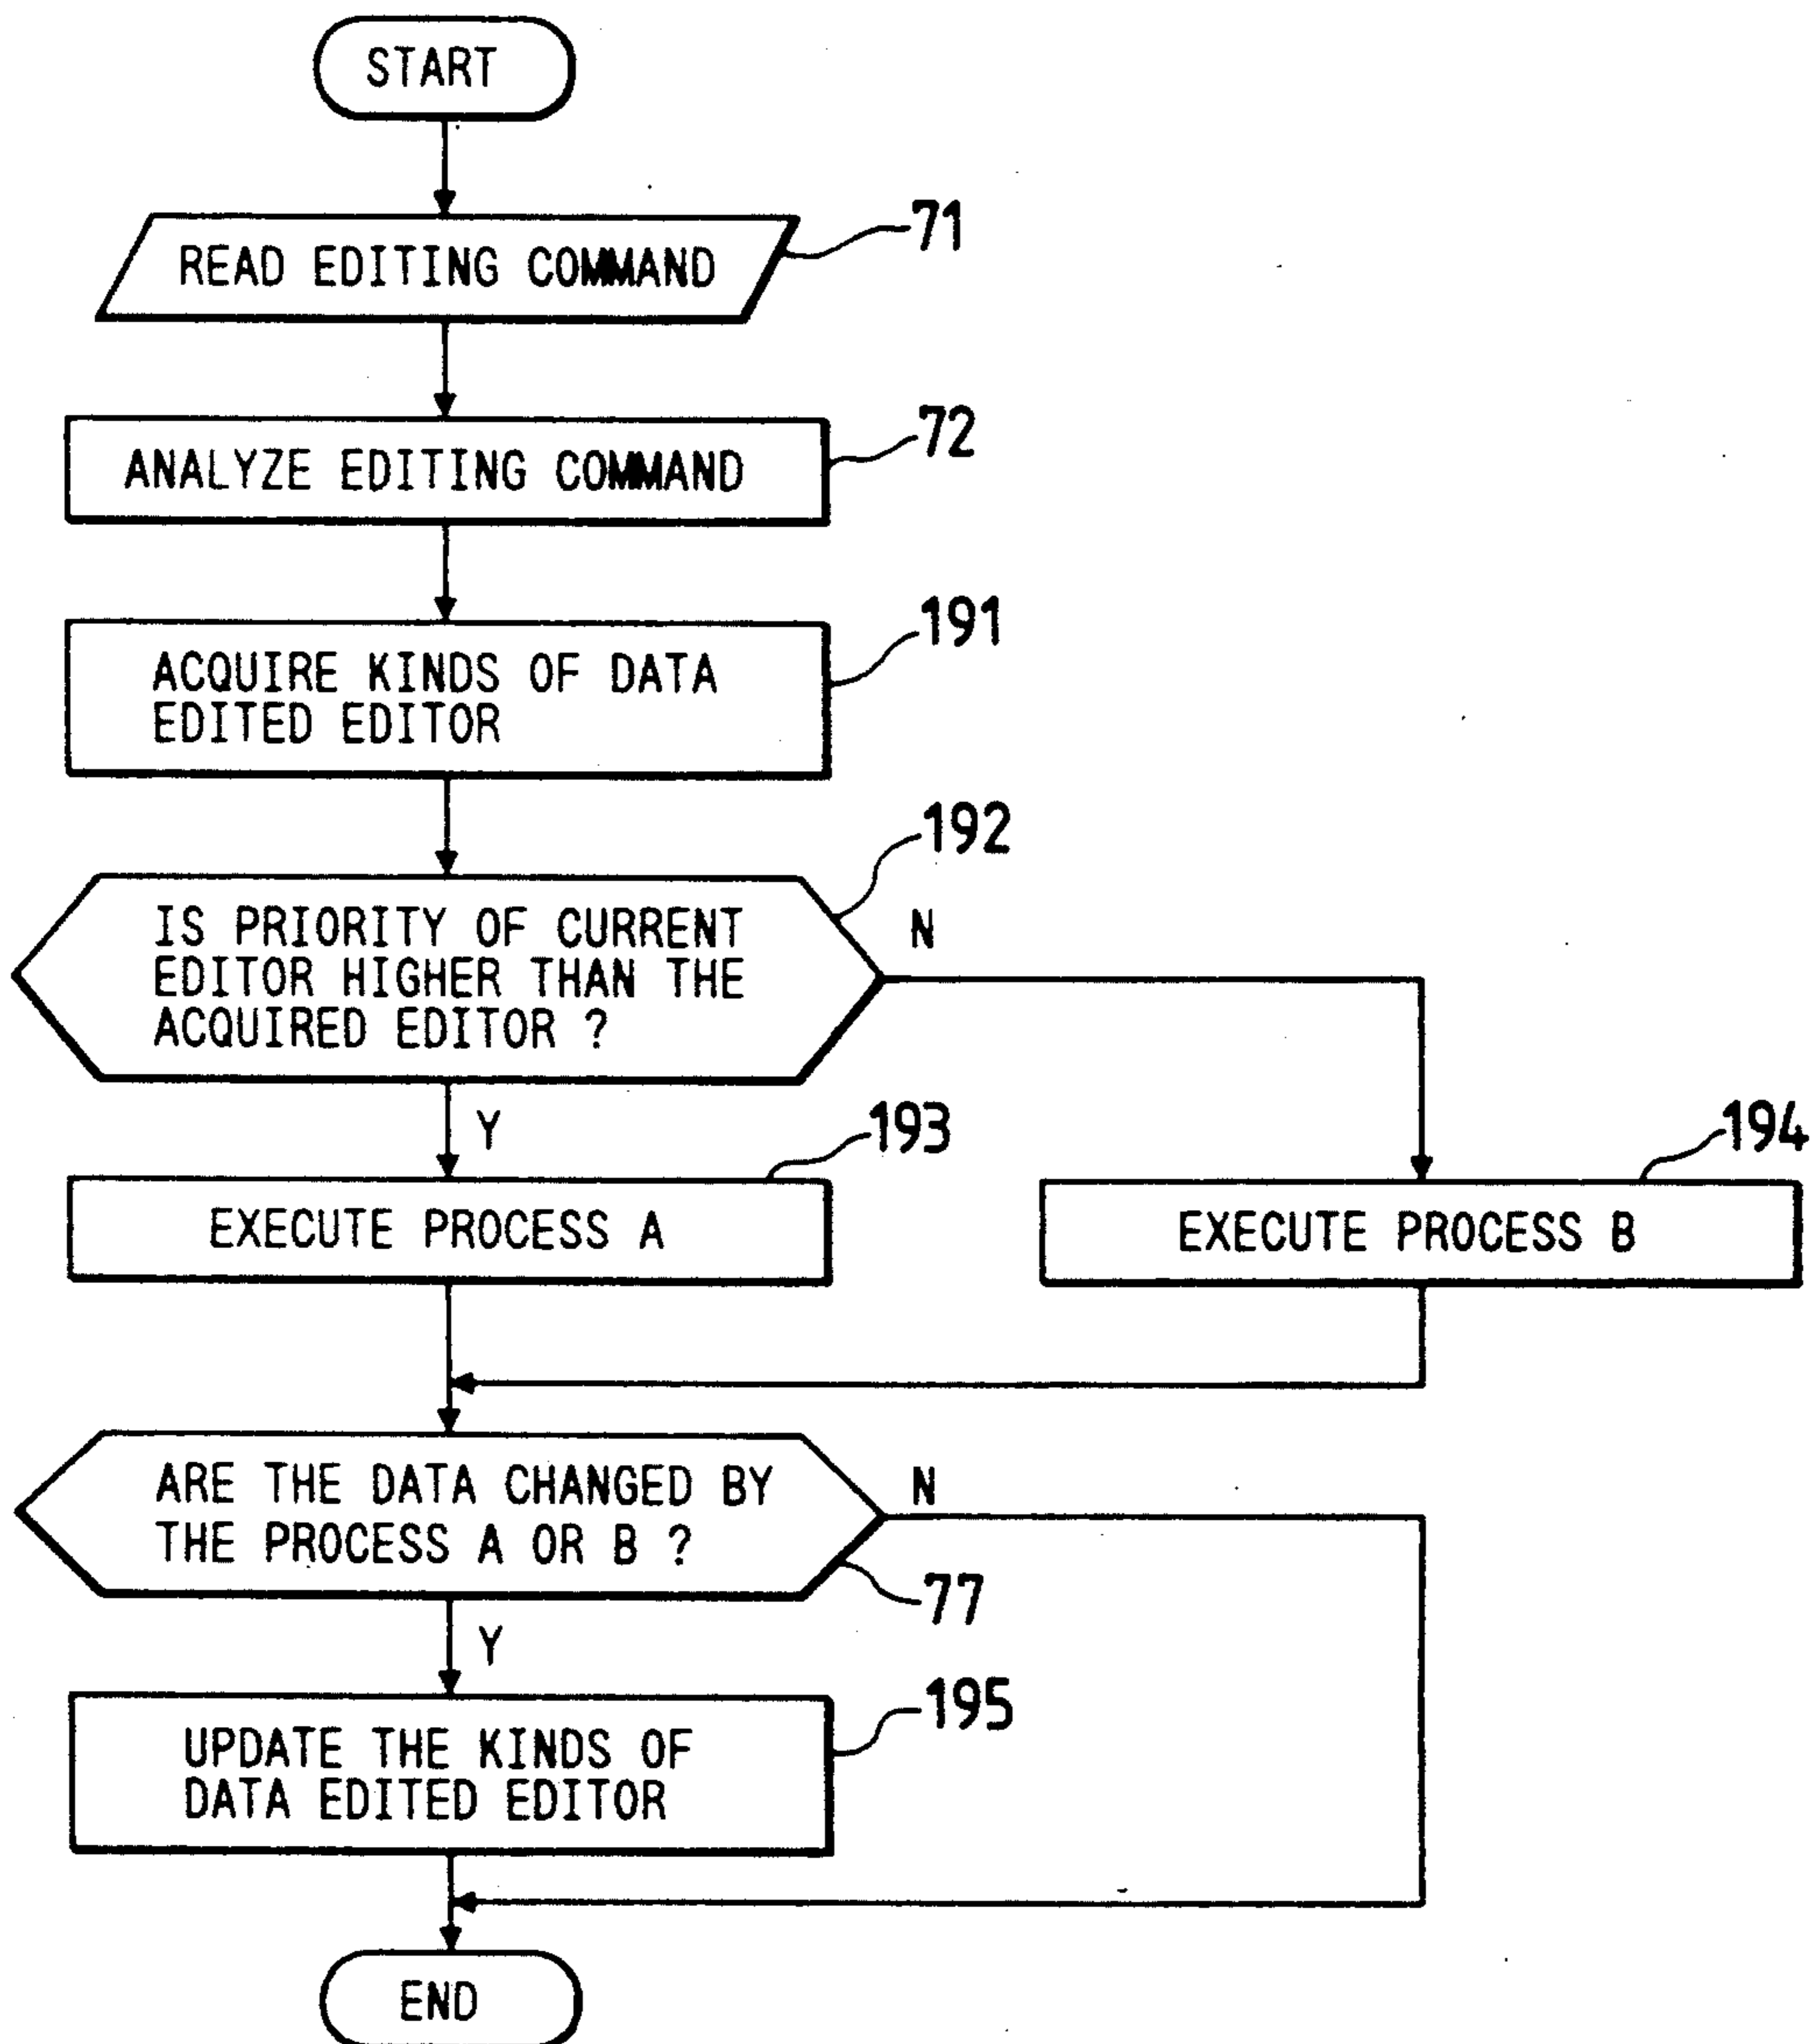 START
READ EDITING COMMAND
71
ANALYZE EDITING COMMAND
72
ACQUIRE KINDS OF DATA
EDITED EDITOR
191
IS PRIORITY OF CURRENT
EDITOR HIGHER THAN THE
ACQUIRED EDITOR ?
192
N
Y
EXECUTE PROCESS A
193
EXECUTE PROCESS B
194
ARE THE DATA CHANGED BY
THE PROCESS A OR B ?
N
77
Y
UPDATE THE KINDS OF
DATA EDITED EDITOR
195
END